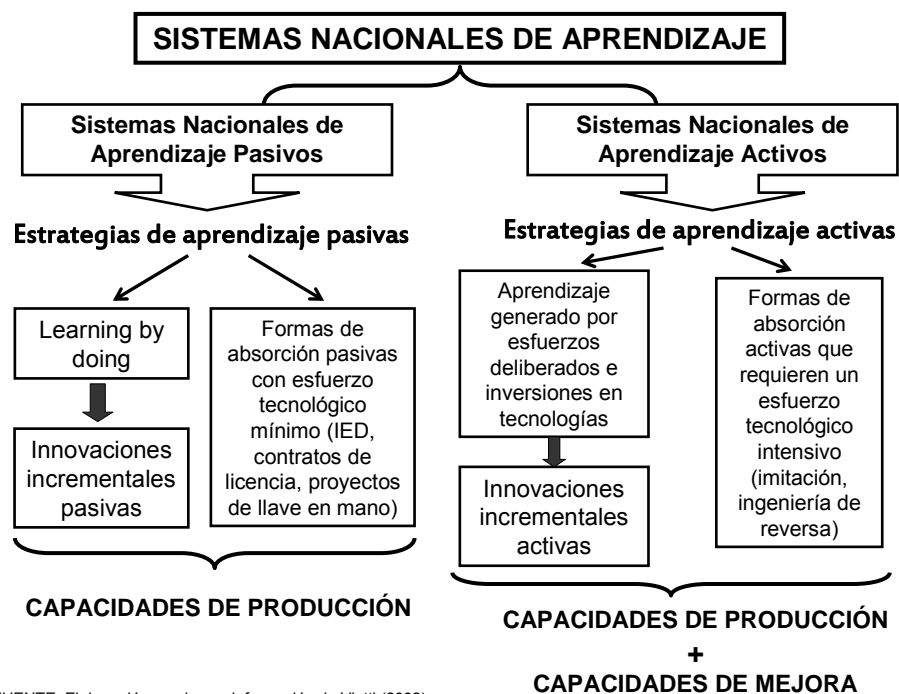 SISTEMAS NACIONALES DE APRENDIZAJE
Sistemas Nacionales de
Aprendizaje Pasivos
Estrategias de aprendizaje pasivas
Learning by
doing
Innovaciones
incrementales
pasivas
Formas de
absorción pasivas
con esfuerzo
tecnológico
mínimo (IED,
contratos de
licencia, proyectos
de llave en mano)
CAPACIDADES DE PRODUCCIÓN
Sistemas Nacionales de
Aprendizaje Activos
Estrategias de aprendizaje activas
Aprendizaje
generado por
esfuerzos
deliberados e
inversiones en
tecnologías
Innovaciones
incrementales
activas
Formas de
absorción
activas que
requieren un
esfuerzo
tecnológico
intensivo
(imitación,
ingeniería de
reversa)
CAPACIDADES DE PRODUCCIÓN
+
CAPACIDADES DE MEJORA